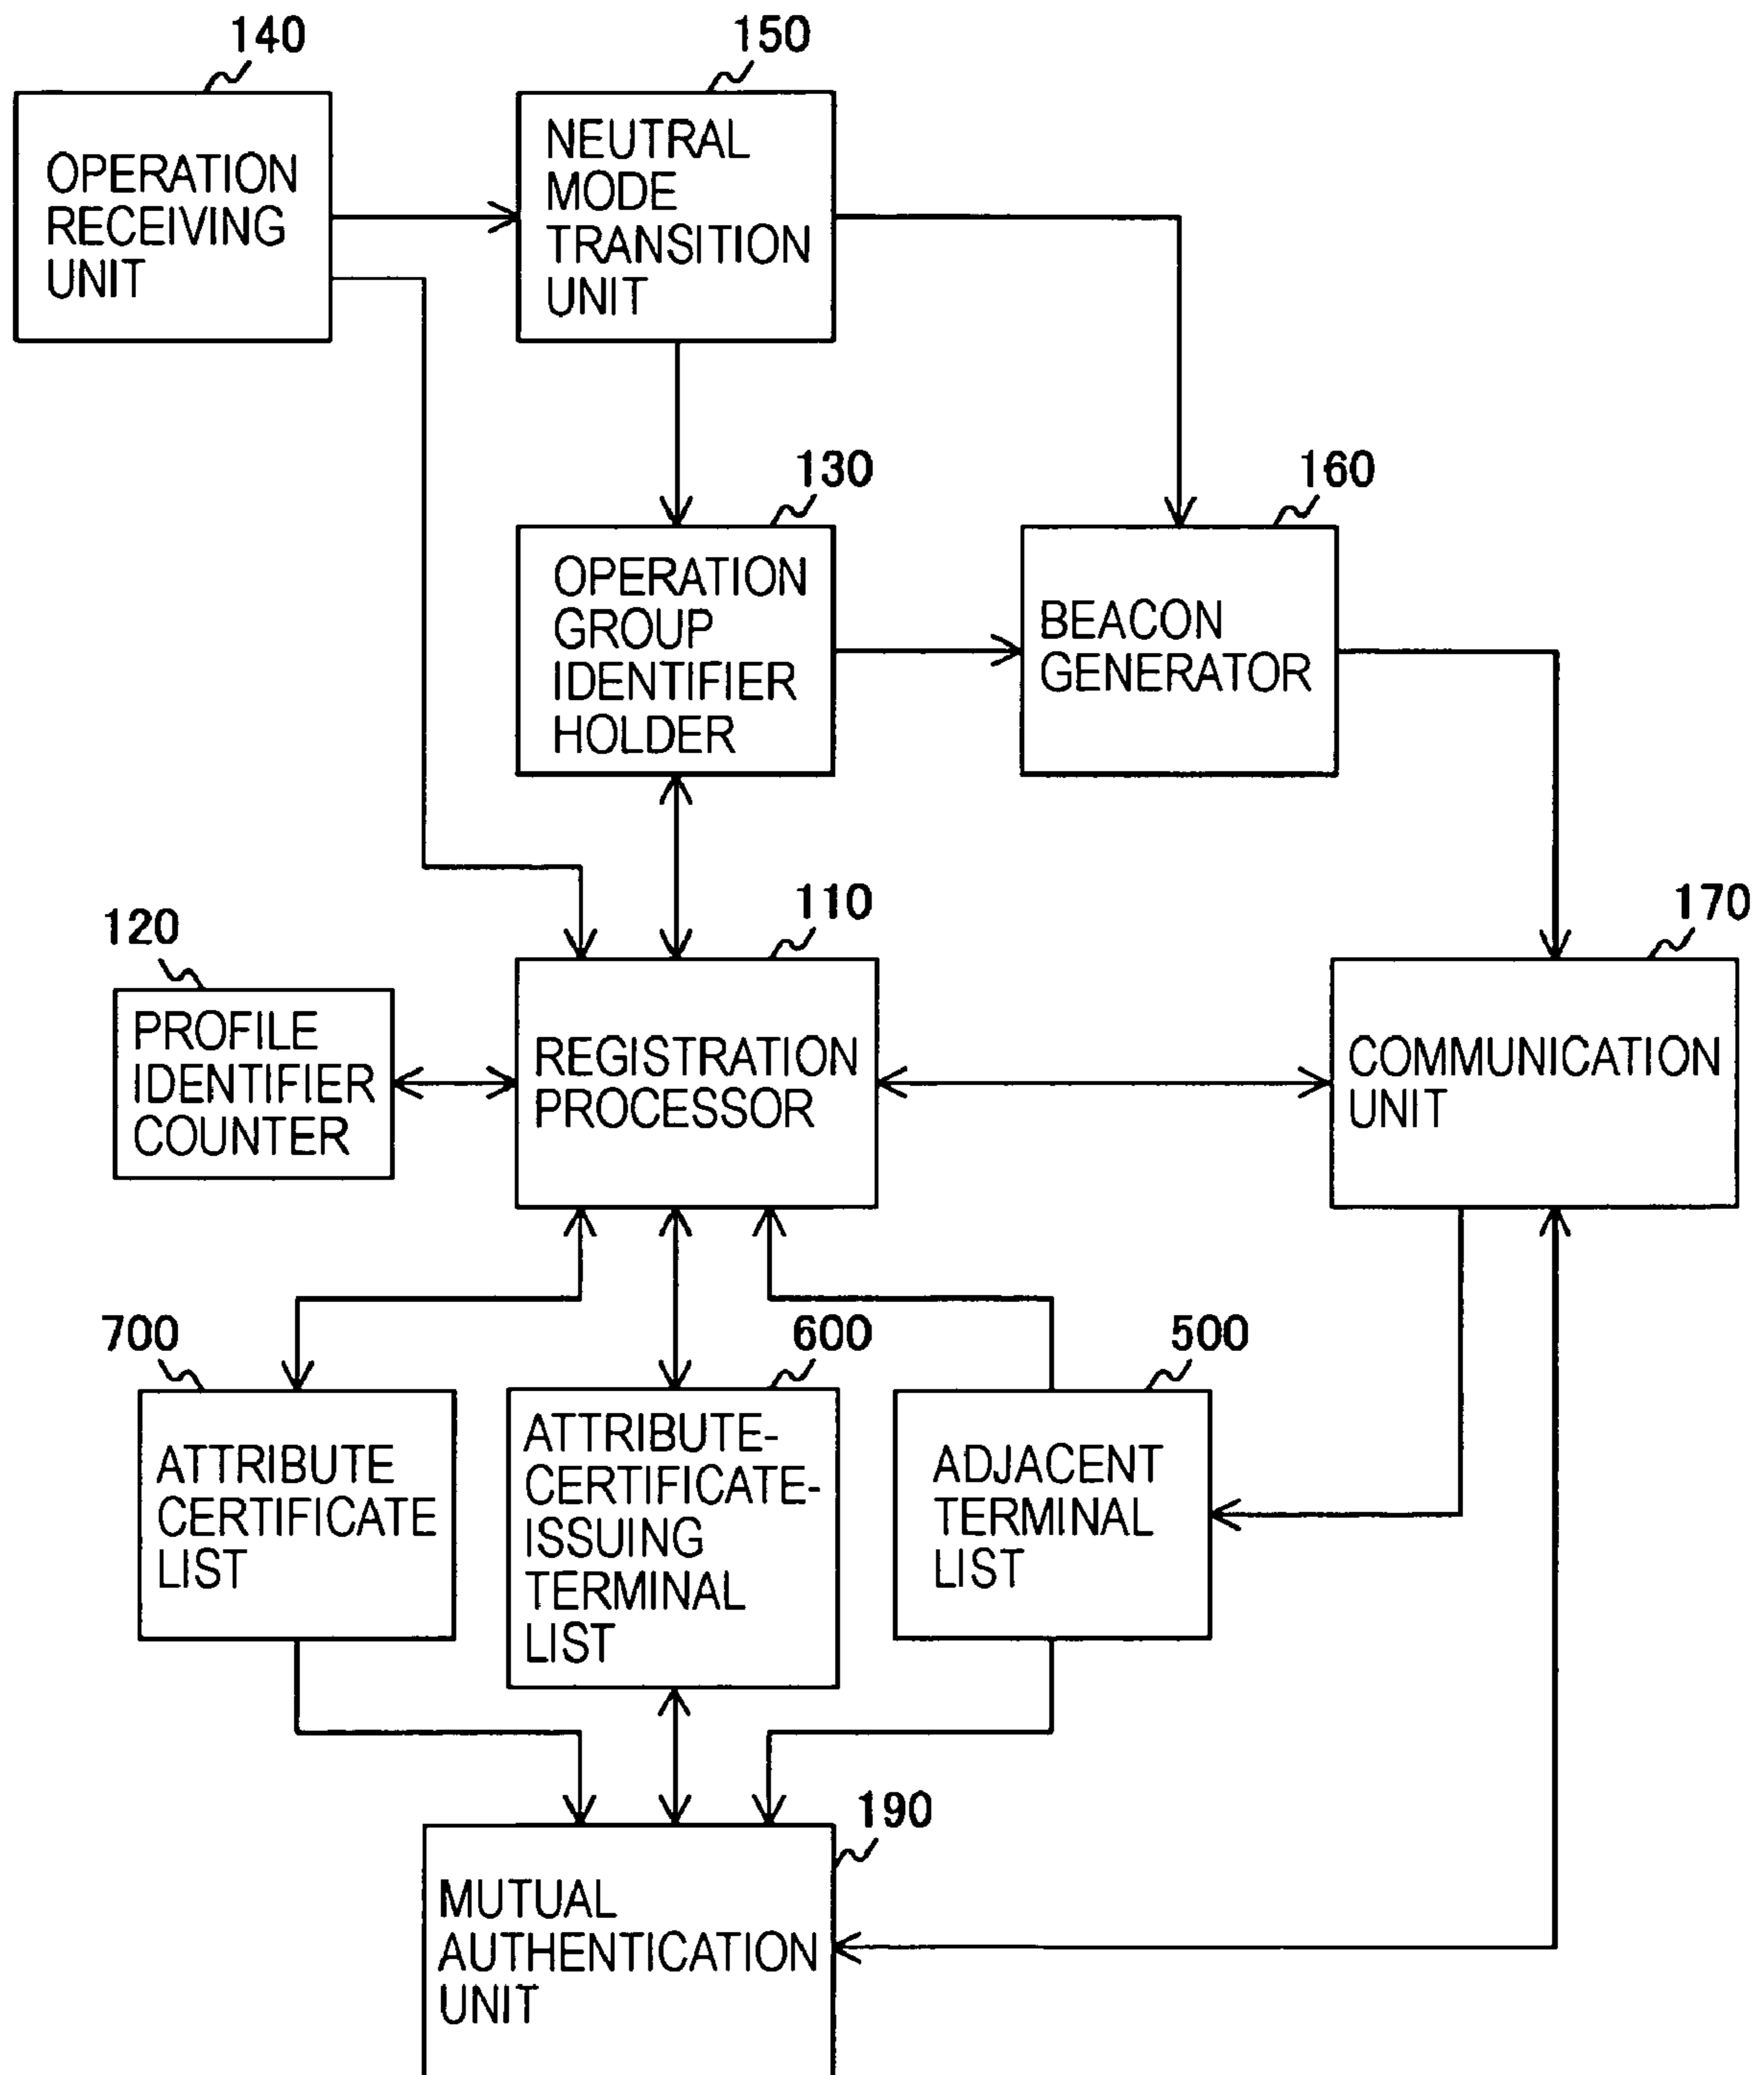 140
150
OPERATION
RECEIVING
UNIT
NEUTRAL
MODE
TRANSITION
UNIT
130
160
OPERATION
GROUP
IDENTIFIER
HOLDER
BEACON
GENERATOR
120
110
170
PROFILE
IDENTIFIER
COUNTER
REGISTRATION
PROCESSOR
COMMUNICATION
UNIT
700
600
500
ATTRIBUTE
CERTIFICATE
LIST
ATTRIBUTE-
CERTIFICATE-
ISSUING
TERMINAL
LIST
ADJACENT
TERMINAL
LIST
190
MUTUAL
AUTHENTICATION
UNIT